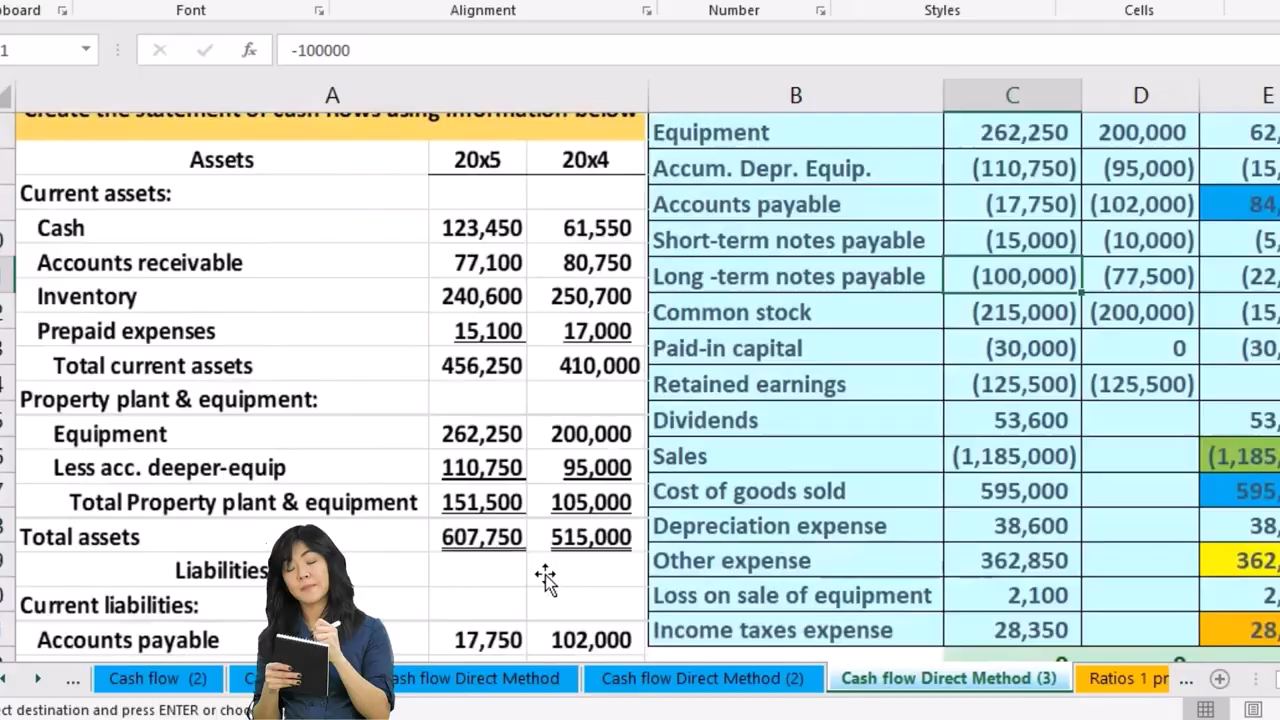 board Font Alignment Number Styles Cells
1 fx -100000
A B C D E
Create the statement of cash flows using information below
Assets 20x5 20x4
Current assets:
Cash 123,450 61,550
Accounts receivable 77,100 80,750
Inventory 240,600 250,700
Prepaid expenses 15,100 17,000
Total current assets 456,250 410,000
Property plant & equipment:
Equipment 262,250 200,000
Less acc. deeper-equip 110,750 95,000
Total Property plant & equipment 151,500 105,000
Total assets 607,750 515,000
Liabilities
Current liabilities:
Accounts payable 17,750 102,000
Equipment 262,250 200,000 62,
Accum. Depr. Equip. (110,750) (95,000) (15,
Accounts payable (17,750) (102,000) 84,
Short-term notes payable (15,000) (10,000) (5,
Long -term notes payable (100,000) (77,500) (22,
Common stock (215,000) (200,000) (15,
Paid-in capital (30,000) 0 (30,
Retained earnings (125,500) (125,500)
Dividends 53,600 53,
Sales (1,185,000) (1,185,
Cost of goods sold 595,000 595,
Depreciation expense 38,600 38,
Other expense 362,850 362,
Loss on sale of equipment 2,100 2,
Income taxes expense 28,350 28,
... Cash flow (2) C ash flow Direct Method Cash flow Direct Method (2) Cash flow Direct Method (3) Ratios 1 pr ...
ct destination and press ENTER or choo